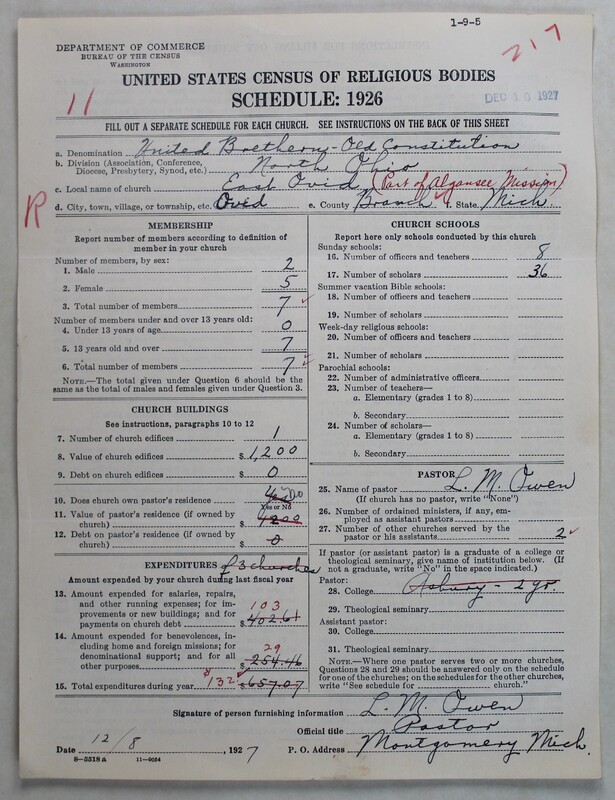 1-9-5
217
DEPARTMENT OF COMMERCE
BUREAU OF THE CENSUS
WASHINGTON
UNITED STATES CENSUS OF RELIGIOUS BODIES
SCHEDULE: 1926
11
DEC 10 1927
FILL OUT A SEPARATE SCHEDULE FOR EACH CHURCH. SEE INSTRUCTIONS ON THE BACK OF THIS SHEET
a. Denomination United Brethern - Old Constitution
b. Division (Association, Conference, Diocese, Presbytery, Synod, etc.) North Ohio
c. Local name of church East Ovid (Part of Algansee Mission)
R
d. City, town, village, or township, etc. Ovid e. County Branch f. State Mich.
MEMBERSHIP
Report number of members according to definition of
member in your church
Number of members, by sex:
1. Male 2
2. Female 5
3. Total number of members 7 ✓
Number of members under and over 13 years old:
4. Under 13 years of age 0
5. 13 years old and over 7
6. Total number of members 7 ✓
NOTE.—The total given under Question 6 should be
same as the total of males and females given under Question 3.
CHURCH BUILDINGS
See instructions, paragraphs 10 to 12
7. Number of church edifices 1
8. Value of church edifices $ 1,200
9. Debt on church edifices $ 0
10. Does church own pastor's residence yes No
Yes or No
11. Value of pastor's residence (if owned by
church) $ 1200
12. Debt on pastor's residence (if owned by
church) $ 0
EXPENDITURES of 3 churches
Amount expended by your church during last fiscal year
13. Amount expended for salaries, repairs,
and other running expenses; for im-
provements or new buildings; and for
payments on church debt $ 402.61 103
14. Amount expended for benevolences, in-
cluding home and foreign missions; for
denominational support; and for all
other purposes $ 254.46 29
15. Total expenditures during year $132 $657.07
CHURCH SCHOOLS
Report here only schools conducted by this church
Sunday schools:
16. Number of officers and teachers 8
17. Number of scholars 36
Summer vacation Bible schools:
18. Number of officers and teachers
19. Number of scholars
Week-day religious schools:
20. Number of officers and teachers
21. Number of scholars
Parochial schools:
22. Number of administrative officers
23. Number of teachers—
a. Elementary (grades 1 to 8)
b. Secondary
24. Number of scholars—
a. Elementary (grades 1 to 8)
b. Secondary
PASTOR
25. Name of pastor L. M. Owen
(If church has no pastor, write "None")
26. Number of ordained ministers, if any, em-
ployed as assistant pastors
27. Number of other churches served by the
pastor or his assistants 2 ✓
If pastor (or assistant pastor) is a graduate of a college or
theological seminary, give name of institution below. (If
not a graduate, write "No" in the space indicated.)
Pastor:
28. College Asbury - 2 yr.
29. Theological seminary
Assistant pastor:
30. College
31. Theological seminary
NOTE.—Where one pastor serves two or more churches,
Questions 28 and 29 should be answered only on the schedule
for one of the churches; on the schedules for the other churches,
write "See schedule for church."
Signature of person furnishing information L. M. Owen
Official title Pastor
Date 12/8, 1927 P. O. Address Montgomery Mich.
8-5518a 11-9054